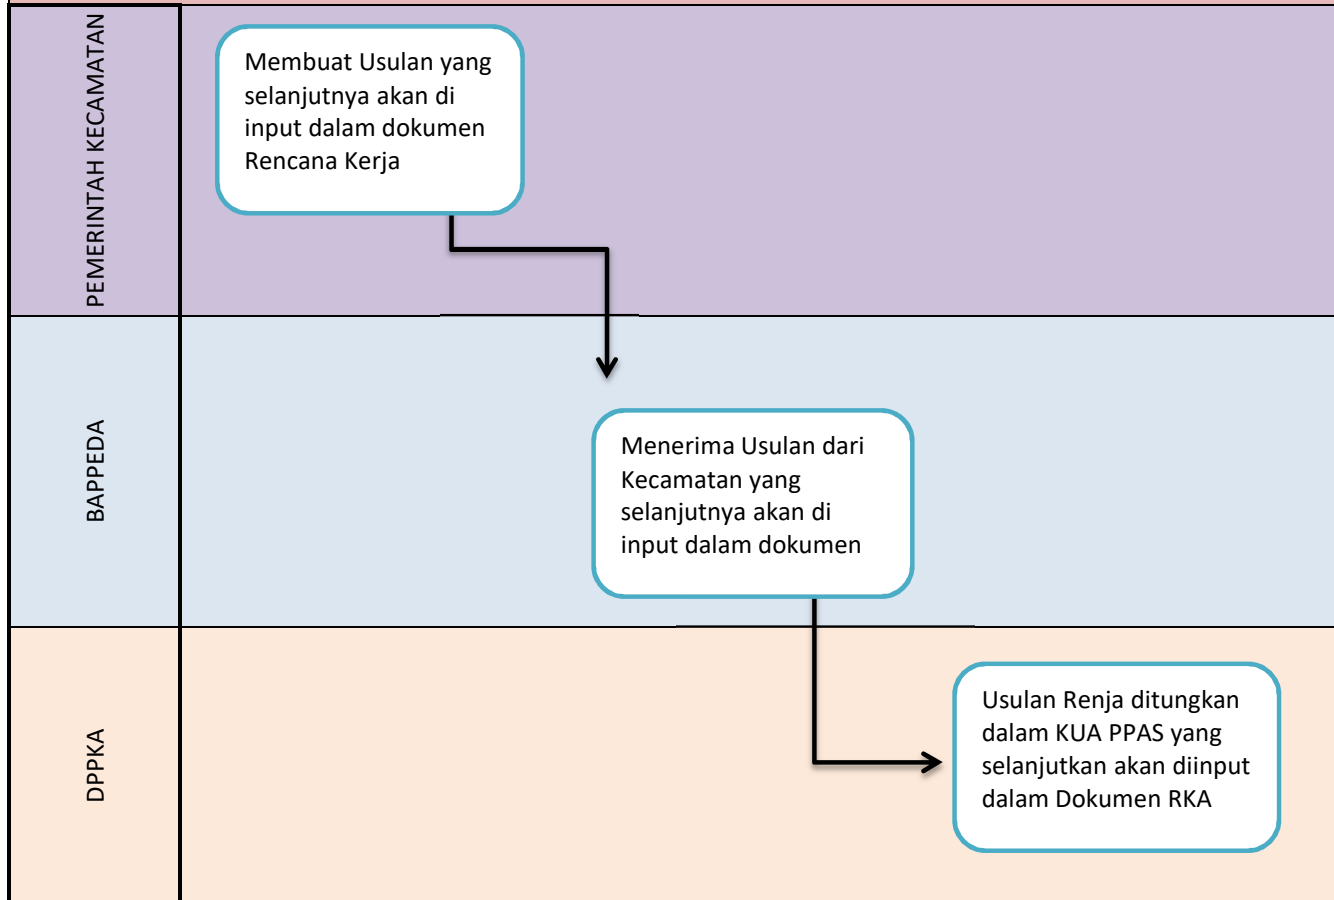 PEMERINTAH KECAMATAN
Membuat Usulan yang
selanjutnya akan di
input dalam dokumen
Rencana Kerja
BAPPEDA
Menerima Usulan dari
Kecamatan yang
selanjutnya akan di
input dalam dokumen
DPPKA
Usulan Renja ditungkan
dalam KUA PPAS yang
selanjutkan akan diinput
dalam Dokumen RKA